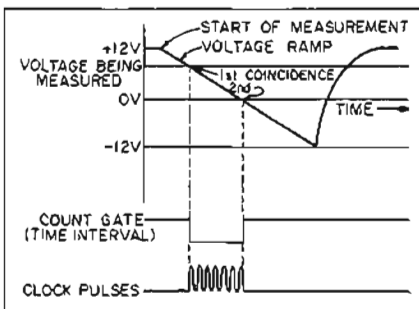 START OF MEASUREMENT
+12V
VOLTAGE RAMP
VOLTAGE BEING
MEASURED
1st COINCIDENCE
2nd
0V
TIME
-12V
COUNT GATE
(TIME INTERVAL)
CLOCK PULSES